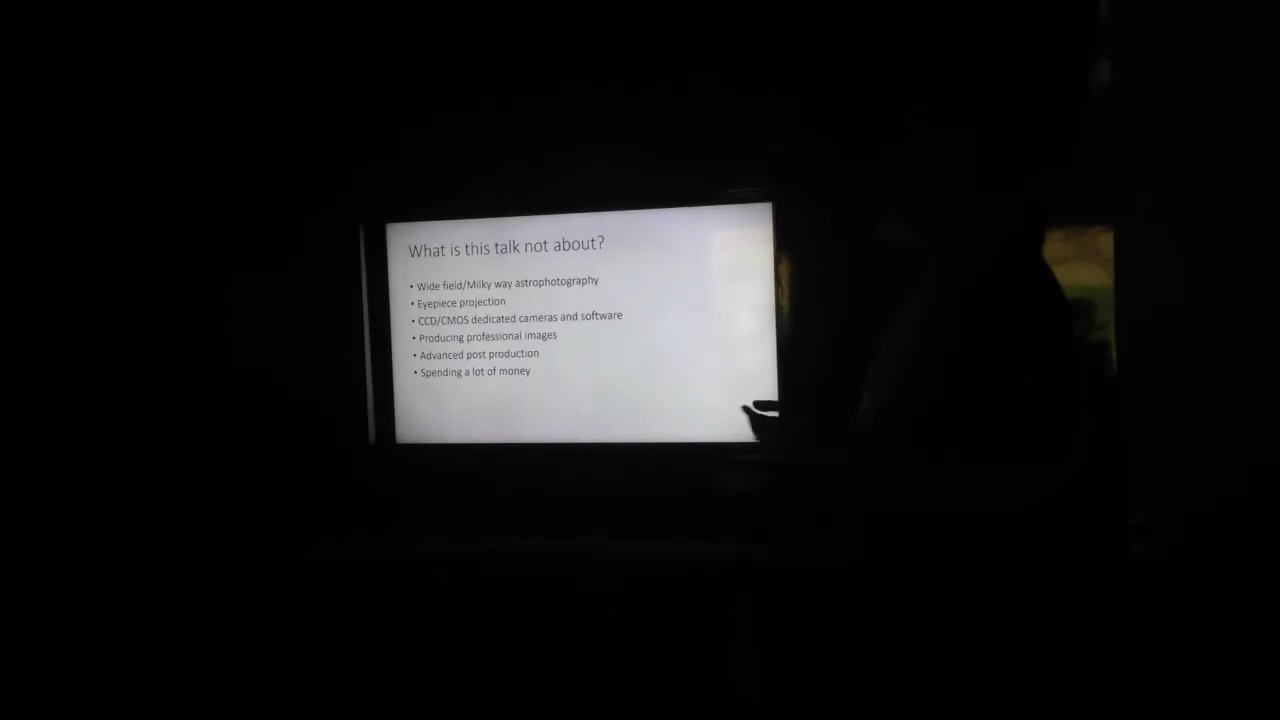 What is this talk not about?
• Wide field/Milky way astrophotography
• Eyepiece projection
• CCD/CMOS dedicated cameras and software
• Producing professional images
• Advanced post production
• Spending a lot of money